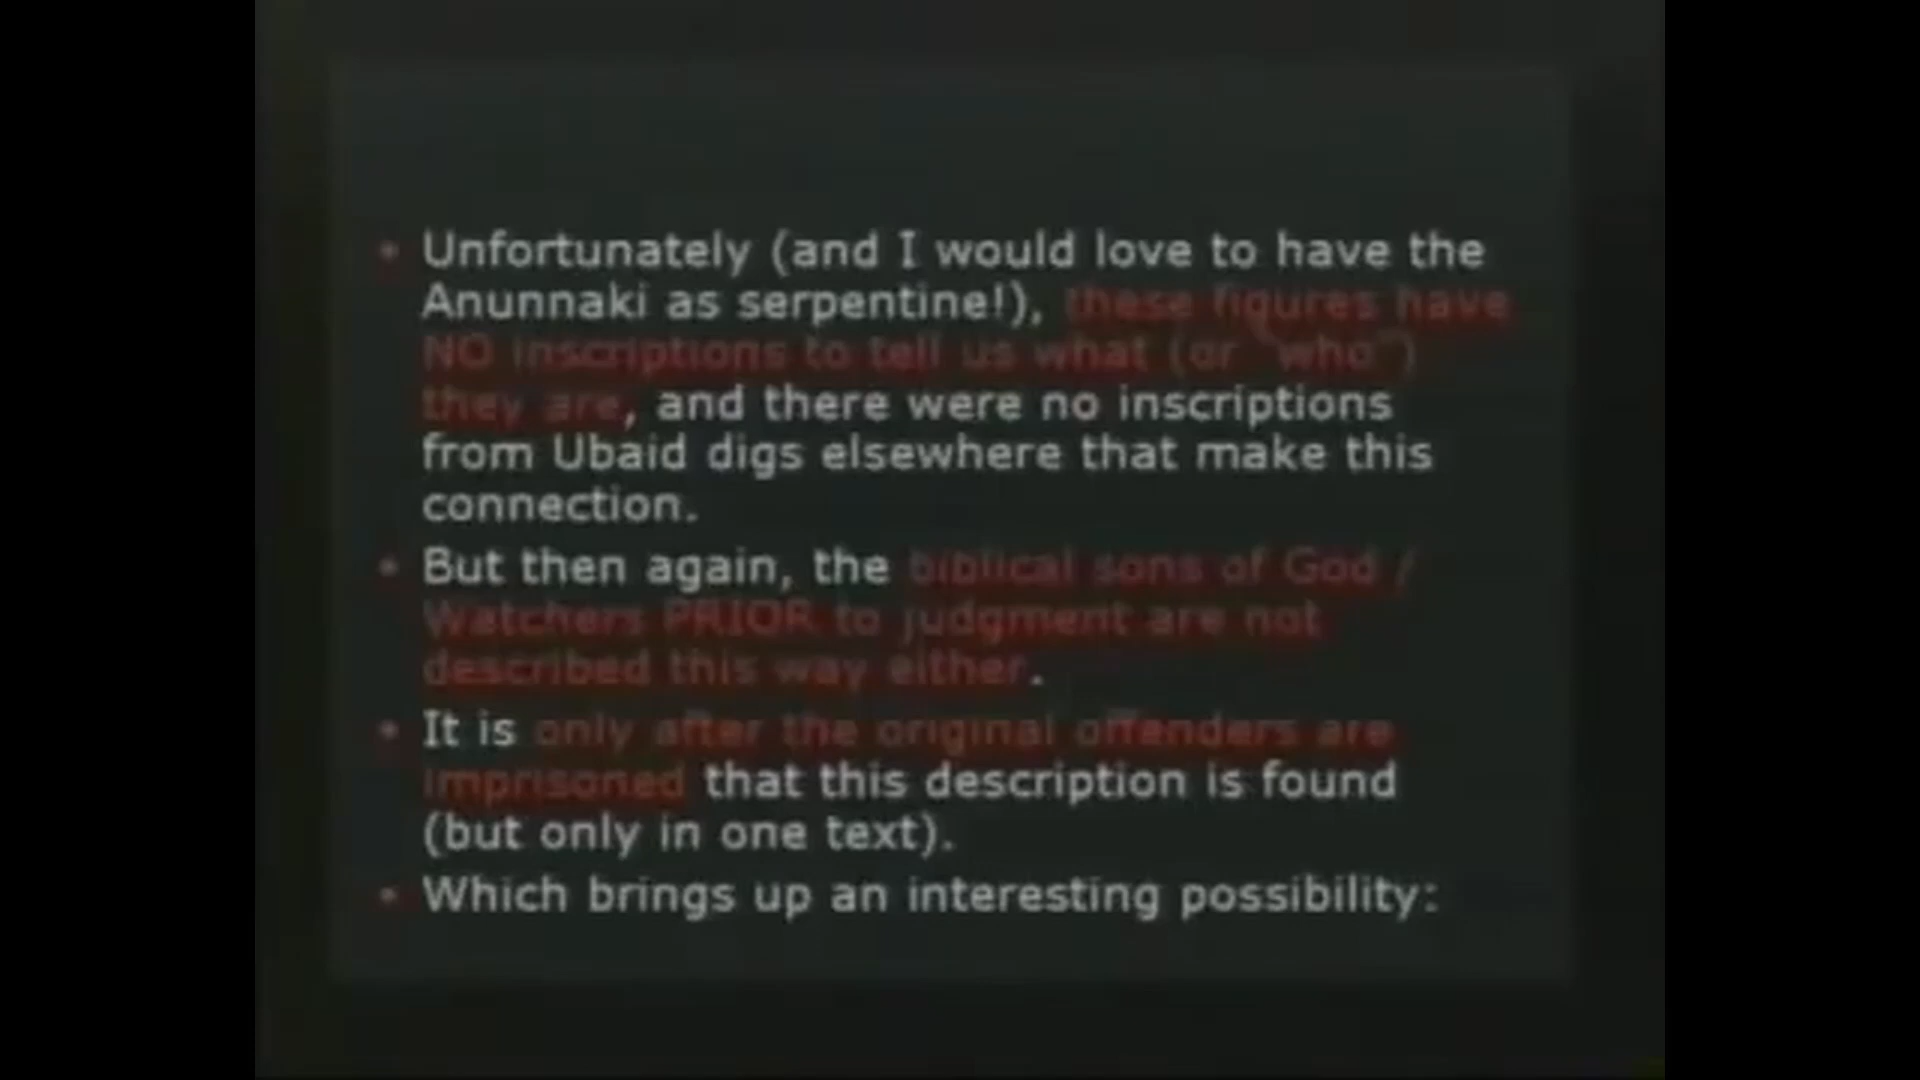 • Unfortunately (and I would love to have the
Anunnaki as serpentine!), these figures have
NO inscriptions to tell us what (or "who")
they are, and there were no inscriptions
from Ubaid digs elsewhere that make this
connection.
• But then again, the biblical sons of God /
Watchers PRIOR to judgment are not
described this way either.
• It is only after the original offenders are
imprisoned that this description is found
(but only in one text).
• Which brings up an interesting possibility: